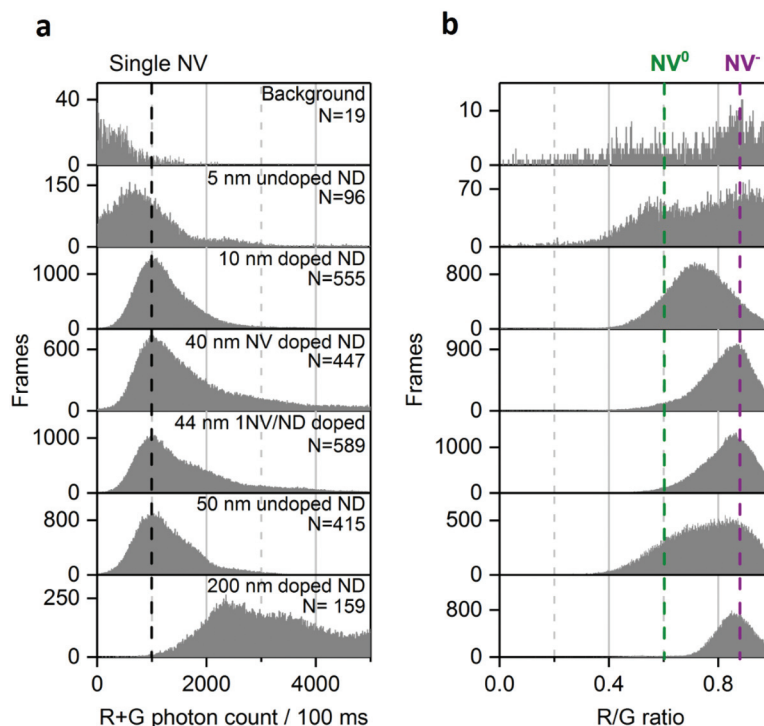 a
b
Single NV
NV⁰
NV⁻
Background
N=19
40
0
10
0
5 nm undoped ND
N=96
150
0
70
0
10 nm doped ND
N=555
1000
0
800
0
40 nm NV doped ND
N=447
600
0
900
0
44 nm 1NV/ND doped
N=589
1000
0
1000
0
50 nm undoped ND
N=415
800
0
500
0
200 nm doped ND
N= 159
250
0
800
0
Frames
Frames
0 2000 4000
0.0 0.4 0.8
R+G photon count / 100 ms
R/G ratio